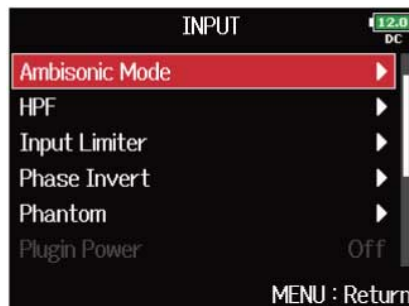 INPUT
12.0
DC
Ambisonic Mode
HPF
Input Limiter
Phase Invert
Phantom
Plugin Power Off
MENU : Return